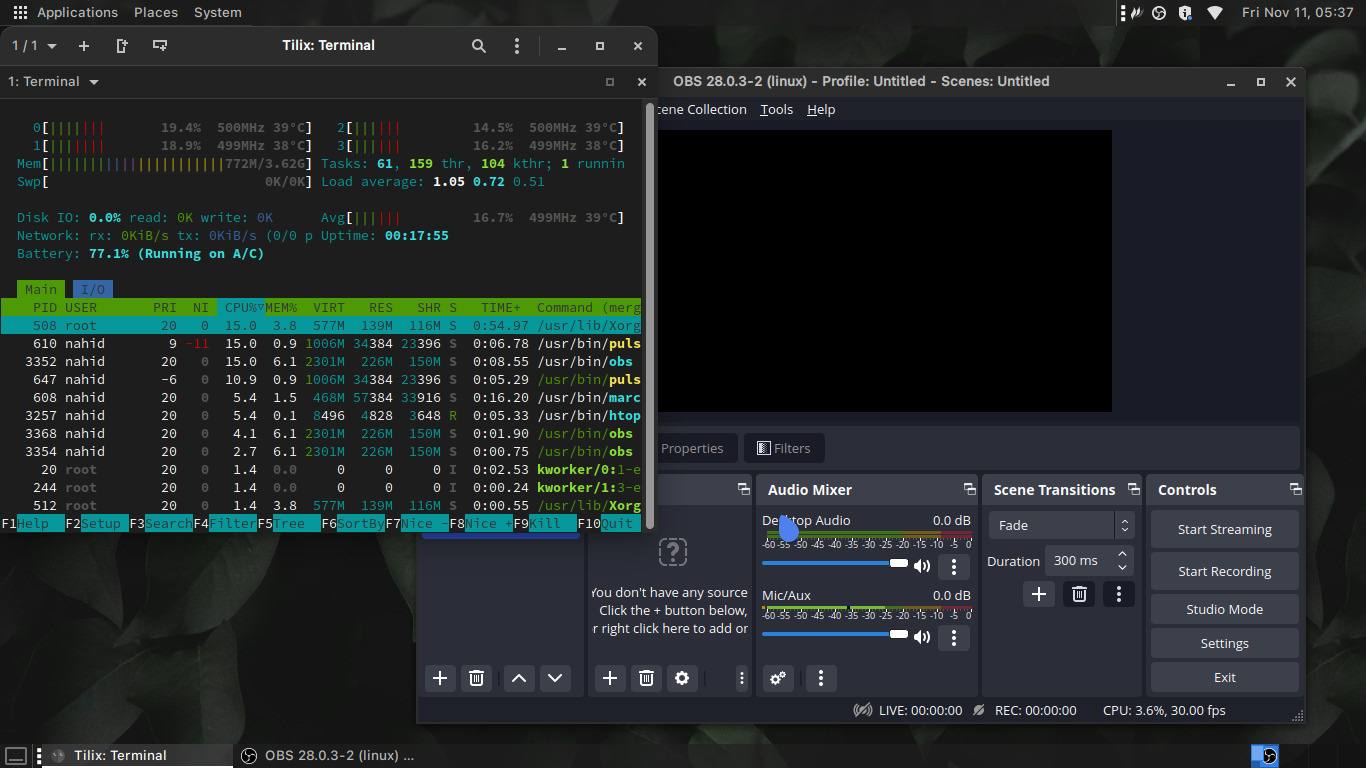 Applications Places System
Fri Nov 11, 05:37
1 / 1
Tilix: Terminal
1: Terminal
0[|||||||| 19.4% 500MHz 39°C] 2[||||||| 14.5% 500MHz 39°C]
1[|||||||| 18.9% 499MHz 38°C] 3[||||||| 16.2% 499MHz 38°C]
Mem[||||||||||||||||||||||772M/3.62G] Tasks: 61, 159 thr, 104 kthr; 1 runnin
Swp[ 0K/0K] Load average: 1.05 0.72 0.51
Disk IO: 0.0% read: 0K write: 0K Avg[||||||| 16.7% 499MHz 39°C]
Network: rx: 0KiB/s tx: 0KiB/s (0/0 p Uptime: 00:17:55
Battery: 77.1% (Running on A/C)
Main I/O
PID USER PRI NI CPU%▽MEM% VIRT RES SHR S TIME+ Command (merg
508 root 20 0 15.0 3.8 577M 139M 116M S 0:54.97 /usr/lib/Xorg
610 nahid 9 -11 15.0 0.9 1006M 34384 23396 S 0:06.78 /usr/bin/puls
3352 nahid 20 0 15.0 6.1 2301M 226M 150M S 0:08.55 /usr/bin/obs
647 nahid -6 0 10.9 0.9 1006M 34384 23396 S 0:05.29 /usr/bin/puls
608 nahid 20 0 5.4 1.5 468M 57384 33916 S 0:16.20 /usr/bin/marc
3257 nahid 20 0 5.4 0.1 8496 4828 3648 R 0:05.33 /usr/bin/htop
3368 nahid 20 0 4.1 6.1 2301M 226M 150M S 0:01.90 /usr/bin/obs
3354 nahid 20 0 2.7 6.1 2301M 226M 150M S 0:00.75 /usr/bin/obs
20 root 20 0 1.4 0.0 0 0 0 I 0:02.53 kworker/0:1-e
244 root 20 0 1.4 0.0 0 0 0 I 0:00.24 kworker/1:3-e
512 root 20 0 1.4 3.8 577M 139M 116M S 0:00.55 /usr/lib/Xorg
F1Help F2Setup F3SearchF4FilterF5Tree F6SortByF7Nice -F8Nice +F9Kill F10Quit
OBS 28.0.3-2 (linux) - Profile: Untitled - Scenes: Untitled
cene Collection Tools Help
Properties Filters
Audio Mixer
Desktop Audio 0.0 dB
-60 -55 -50 -45 -40 -35 -30 -25 -20 -15 -10 -5 0
Mic/Aux 0.0 dB
-60 -55 -50 -45 -40 -35 -30 -25 -20 -15 -10 -5 0
You don't have any source
Click the + button below,
r right click here to add or
Scene Transitions
Fade
Duration 300 ms
Controls
Start Streaming
Start Recording
Studio Mode
Settings
Exit
LIVE: 00:00:00 REC: 00:00:00 CPU: 3.6%, 30.00 fps
Tilix: Terminal OBS 28.0.3-2 (linux) ...